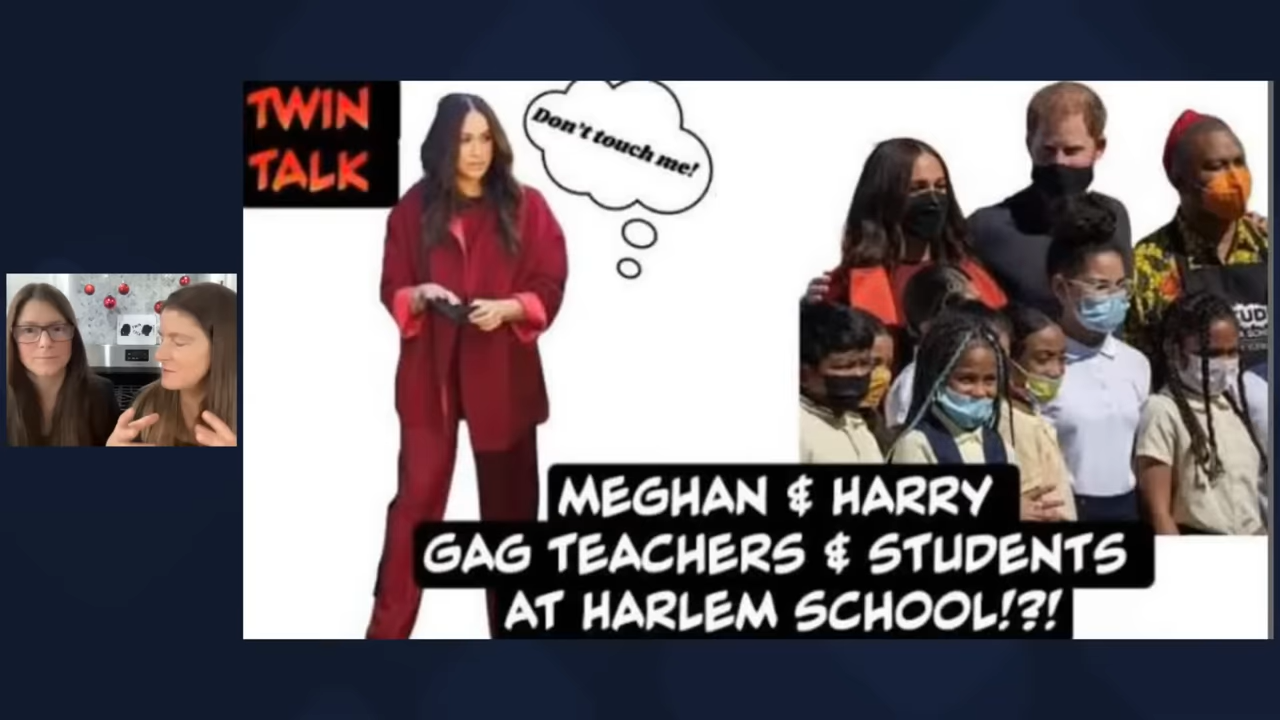 TWIN
TALK
Don't touch me!
MEGHAN & HARRY
GAG TEACHERS & STUDENTS
AT HARLEM SCHOOL!?!